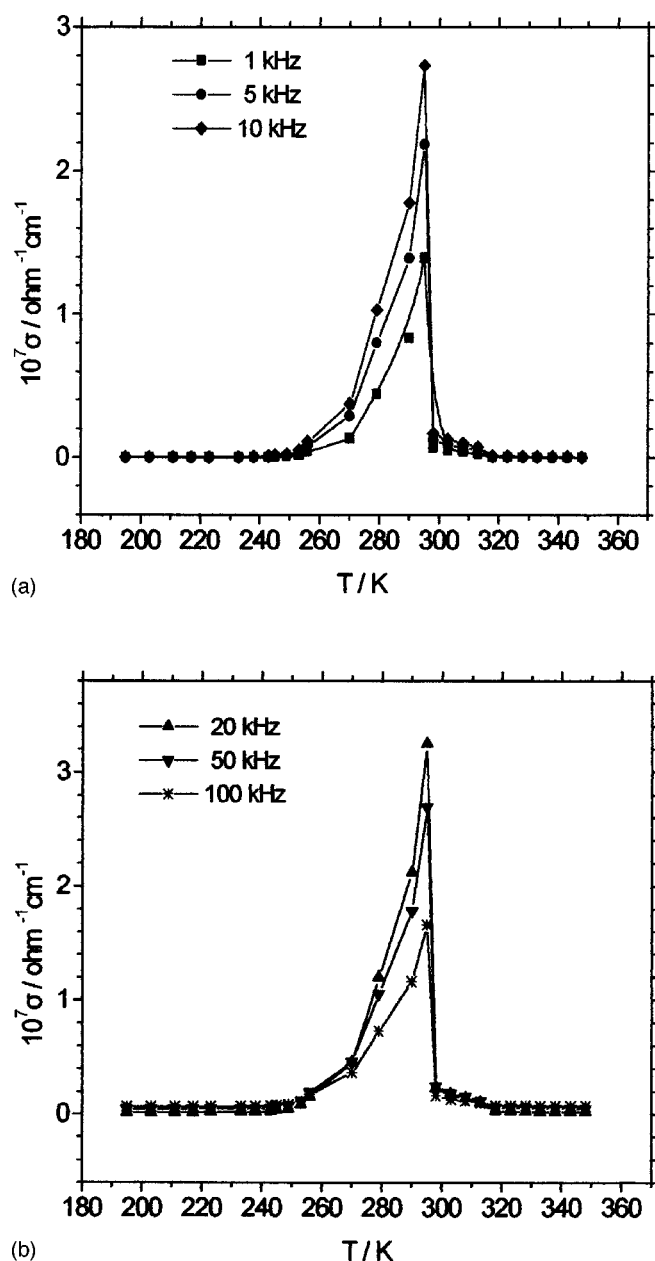 3
2
1
0
10⁷σ / ohm⁻¹cm⁻¹
1 kHz
5 kHz
10 kHz
180 200 220 240 260 280 300 320 340 360
T / K
(a)
3
2
1
0
10⁷σ / ohm⁻¹cm⁻¹
20 kHz
50 kHz
100 kHz
180 200 220 240 260 280 300 320 340 360
T / K
(b)